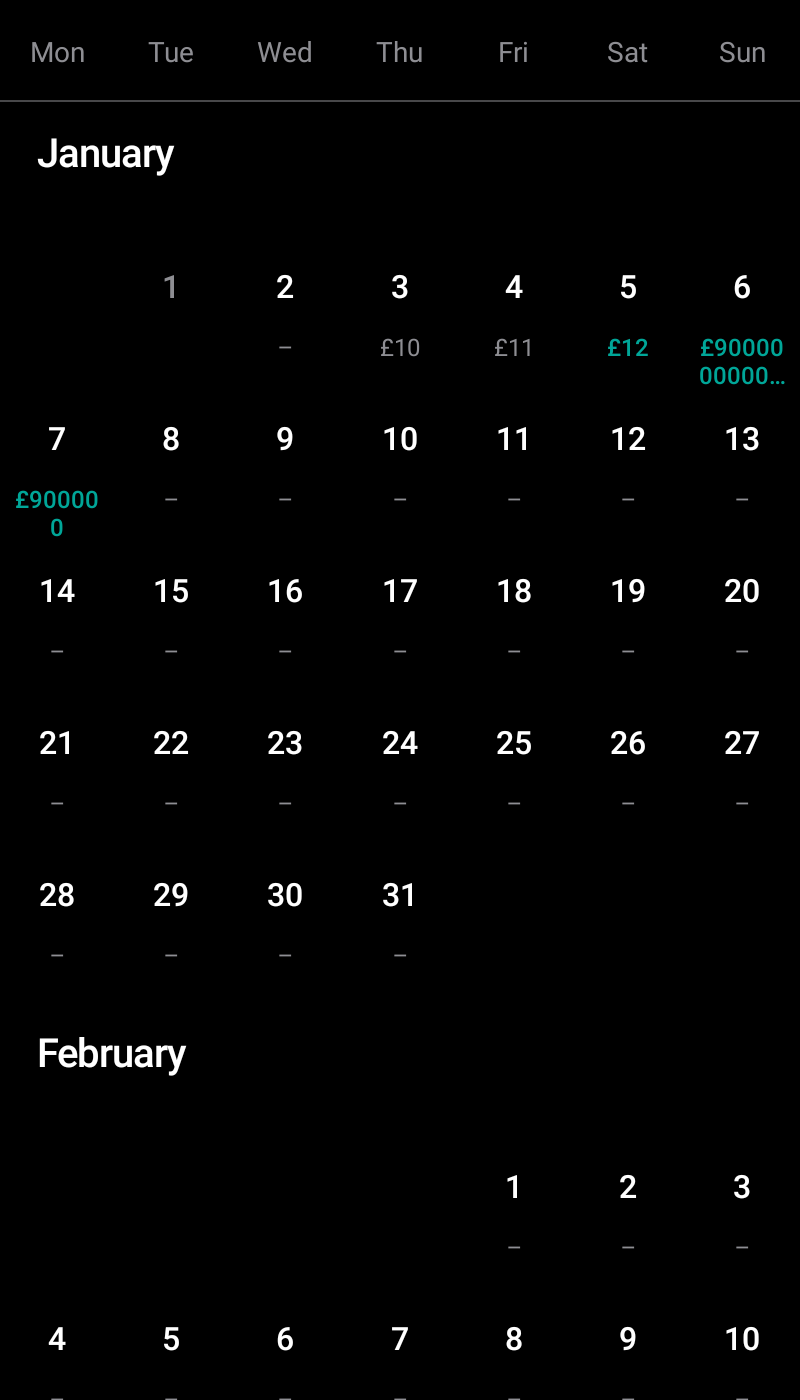 Mon Tue Wed Thu Fri Sat Sun
January
1 2 3 4 5 6
– £10 £11 £12 £90000
00000…
7 8 9 10 11 12 13
£90000 – – – – – –
0
14 15 16 17 18 19 20
– – – – – – –
21 22 23 24 25 26 27
– – – – – – –
28 29 30 31
– – – –
February
1 2 3
– – –
4 5 6 7 8 9 10
– – – – – – –